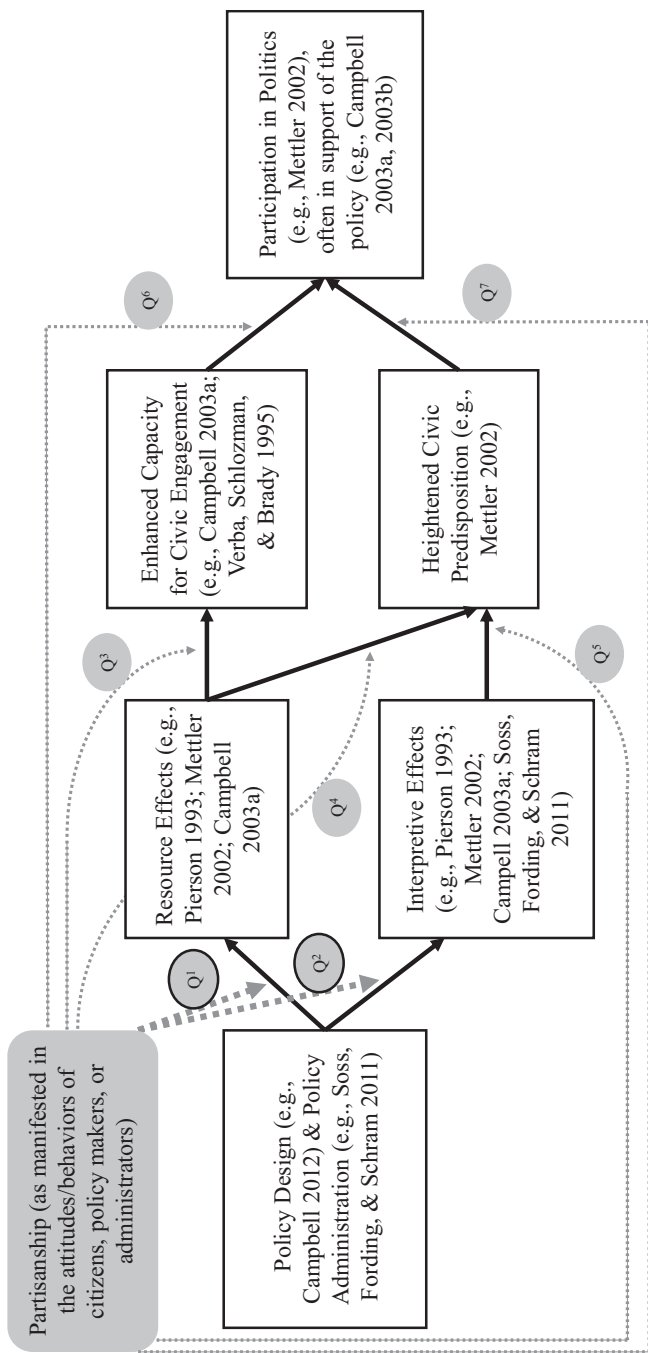 Partisanship (as manifested in
the attitudes/behaviors of
citizens, policy makers, or
administrators)
Q1
Q2
Q3
Q4
Q5
Q6
Q7
Policy Design (e.g.,
Campbell 2012) & Policy
Administration (e.g., Soss,
Fording, & Schram 2011)
Resource Effects (e.g.,
Pierson 1993; Mettler
2002; Campbell
2003a)
Interpretive Effects
(e.g., Pierson 1993;
Mettler 2002;
Campell 2003a; Soss,
Fording, & Schram
2011)
Enhanced Capacity
for Civic Engagement
(e.g., Campbell 2003a;
Verba, Schlozman,
& Brady 1995)
Heightened Civic
Predisposition (e.g.,
Mettler 2002)
Participation in Politics
(e.g., Mettler 2002),
often in support of the
policy (e.g., Campbell
2003a, 2003b)